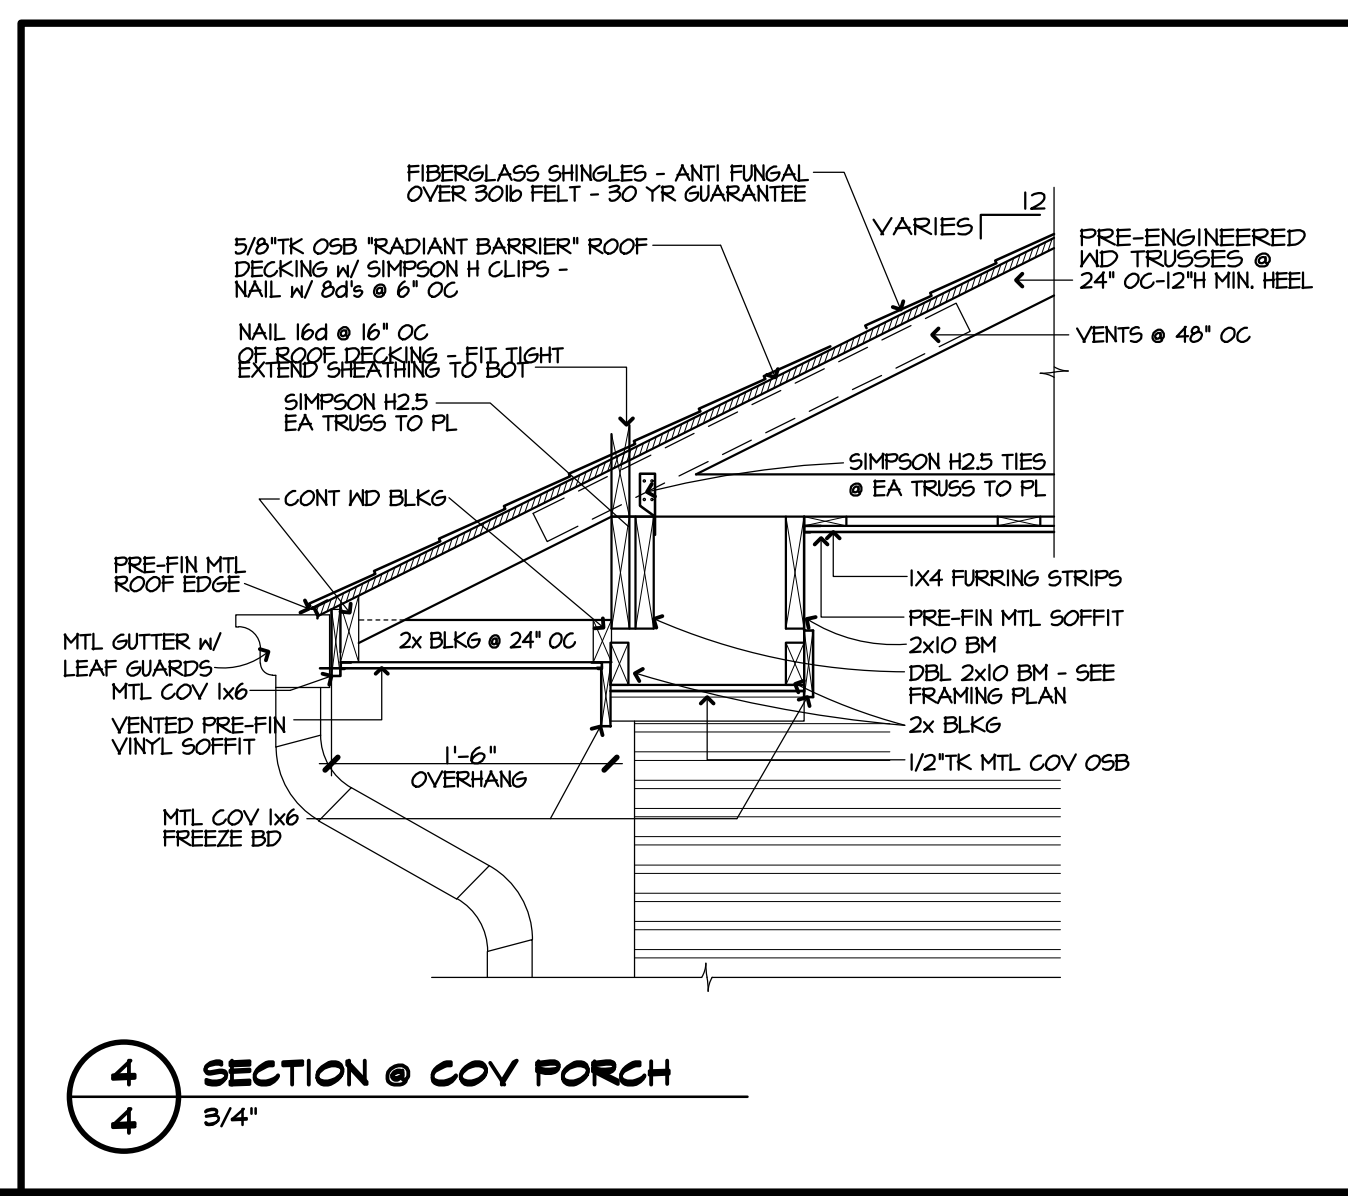 FIBERGLASS SHINGLES - ANTI FUNGAL
OVER 30lb FELT - 30 YR GUARANTEE
12
VARIES
5/8"TK OSB "RADIANT BARRIER" ROOF
DECKING W/ SIMPSON H CLIPS -
NAIL W/ 8d's @ 6" OC
PRE-ENGINEERED
WD TRUSSES @
24" OC-12"H MIN. HEEL
VENTS @ 48" OC
NAIL 16d @ 16" OC
OF ROOF DECKING - FIT TIGHT
EXTEND SHEATHING TO BOT
SIMPSON H2.5
EA TRUSS TO PL
SIMPSON H2.5 TIES
@ EA TRUSS TO PL
CONT WD BLKG
PRE-FIN MTL
ROOF EDGE
1X4 FURRING STRIPS
PRE-FIN MTL SOFFIT
2x10 BM
DBL 2x10 BM - SEE
FRAMING PLAN
2x BLKG
1/2"TK MTL COV OSB
MTL GUTTER W/
LEAF GUARDS
2x BLKG @ 24" OC
MTL COV 1x6
VENTED PRE-FIN
VINYL SOFFIT
1'-6"
OVERHANG
MTL COV 1x6
FREEZE BD
4
4
SECTION @ COV PORCH
3/4"